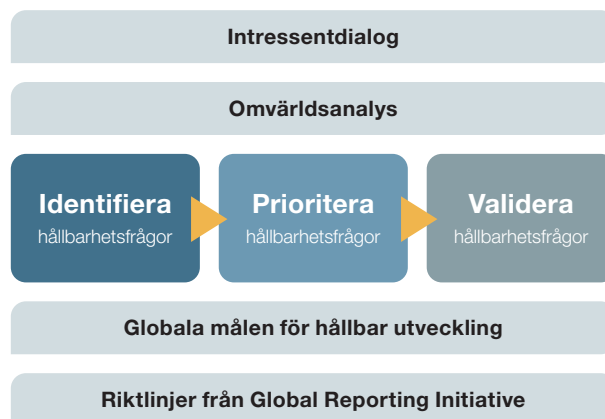 Intressentdialog
Omvärldsanalys
Identifiera
hållbarhetsfrågor
Prioritera
hållbarhetsfrågor
Validera
hållbarhetsfrågor
Globala målen för hållbar utveckling
Riktlinjer från Global Reporting Initiative